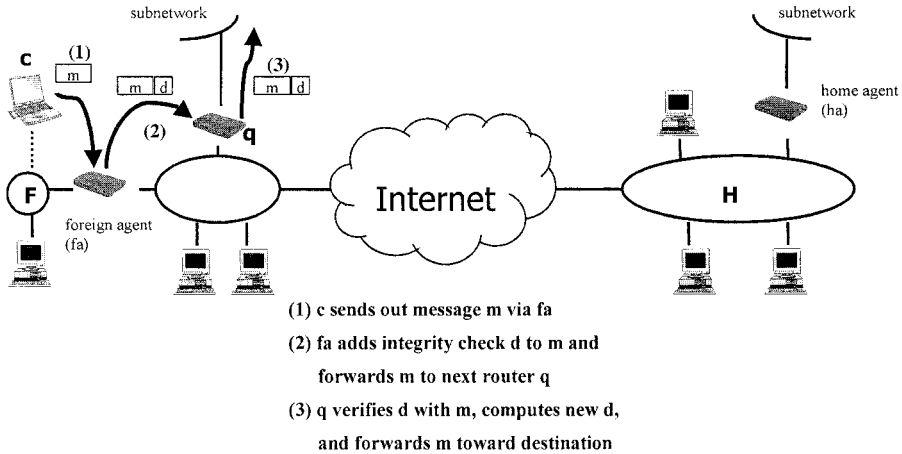 subnetwork
subnetwork
c
(1)
m
m d
(3)
m d
(2)
q
home agent
(ha)
F
foreign agent
(fa)
Internet
H
(1) c sends out message m via fa
(2) fa adds integrity check d to m and
forwards m to next router q
(3) q verifies d with m, computes new d,
and forwards m toward destination